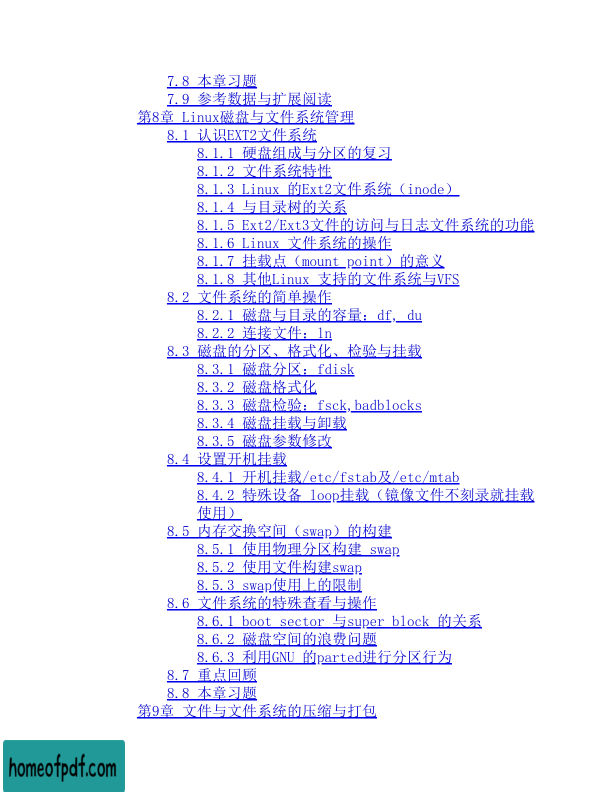 7.8 本章习题
7.9 参考数据与扩展阅读
第8章 Linux磁盘与文件系统管理
8.1 认识EXT2文件系统
8.1.1 硬盘组成与分区的复习
8.1.2 文件系统特性
8.1.3 Linux 的Ext2文件系统（inode）
8.1.4 与目录树的关系
8.1.5 Ext2/Ext3文件的访问与日志文件系统的功能
8.1.6 Linux 文件系统的操作
8.1.7 挂载点（mount point）的意义
8.1.8 其他Linux 支持的文件系统与VFS
8.2 文件系统的简单操作
8.2.1 磁盘与目录的容量：df, du
8.2.2 连接文件：ln
8.3 磁盘的分区、格式化、检验与挂载
8.3.1 磁盘分区：fdisk
8.3.2 磁盘格式化
8.3.3 磁盘检验：fsck,badblocks
8.3.4 磁盘挂载与卸载
8.3.5 磁盘参数修改
8.4 设置开机挂载
8.4.1 开机挂载/etc/fstab及/etc/mtab
8.4.2 特殊设备 loop挂载（镜像文件不刻录就挂载
使用）
8.5 内存交换空间（swap）的构建
8.5.1 使用物理分区构建 swap
8.5.2 使用文件构建swap
8.5.3 swap使用上的限制
8.6 文件系统的特殊查看与操作
8.6.1 boot sector 与super block 的关系
8.6.2 磁盘空间的浪费问题
8.6.3 利用GNU 的parted进行分区行为
8.7 重点回顾
8.8 本章习题
第9章 文件与文件系统的压缩与打包
homeofpdf.com